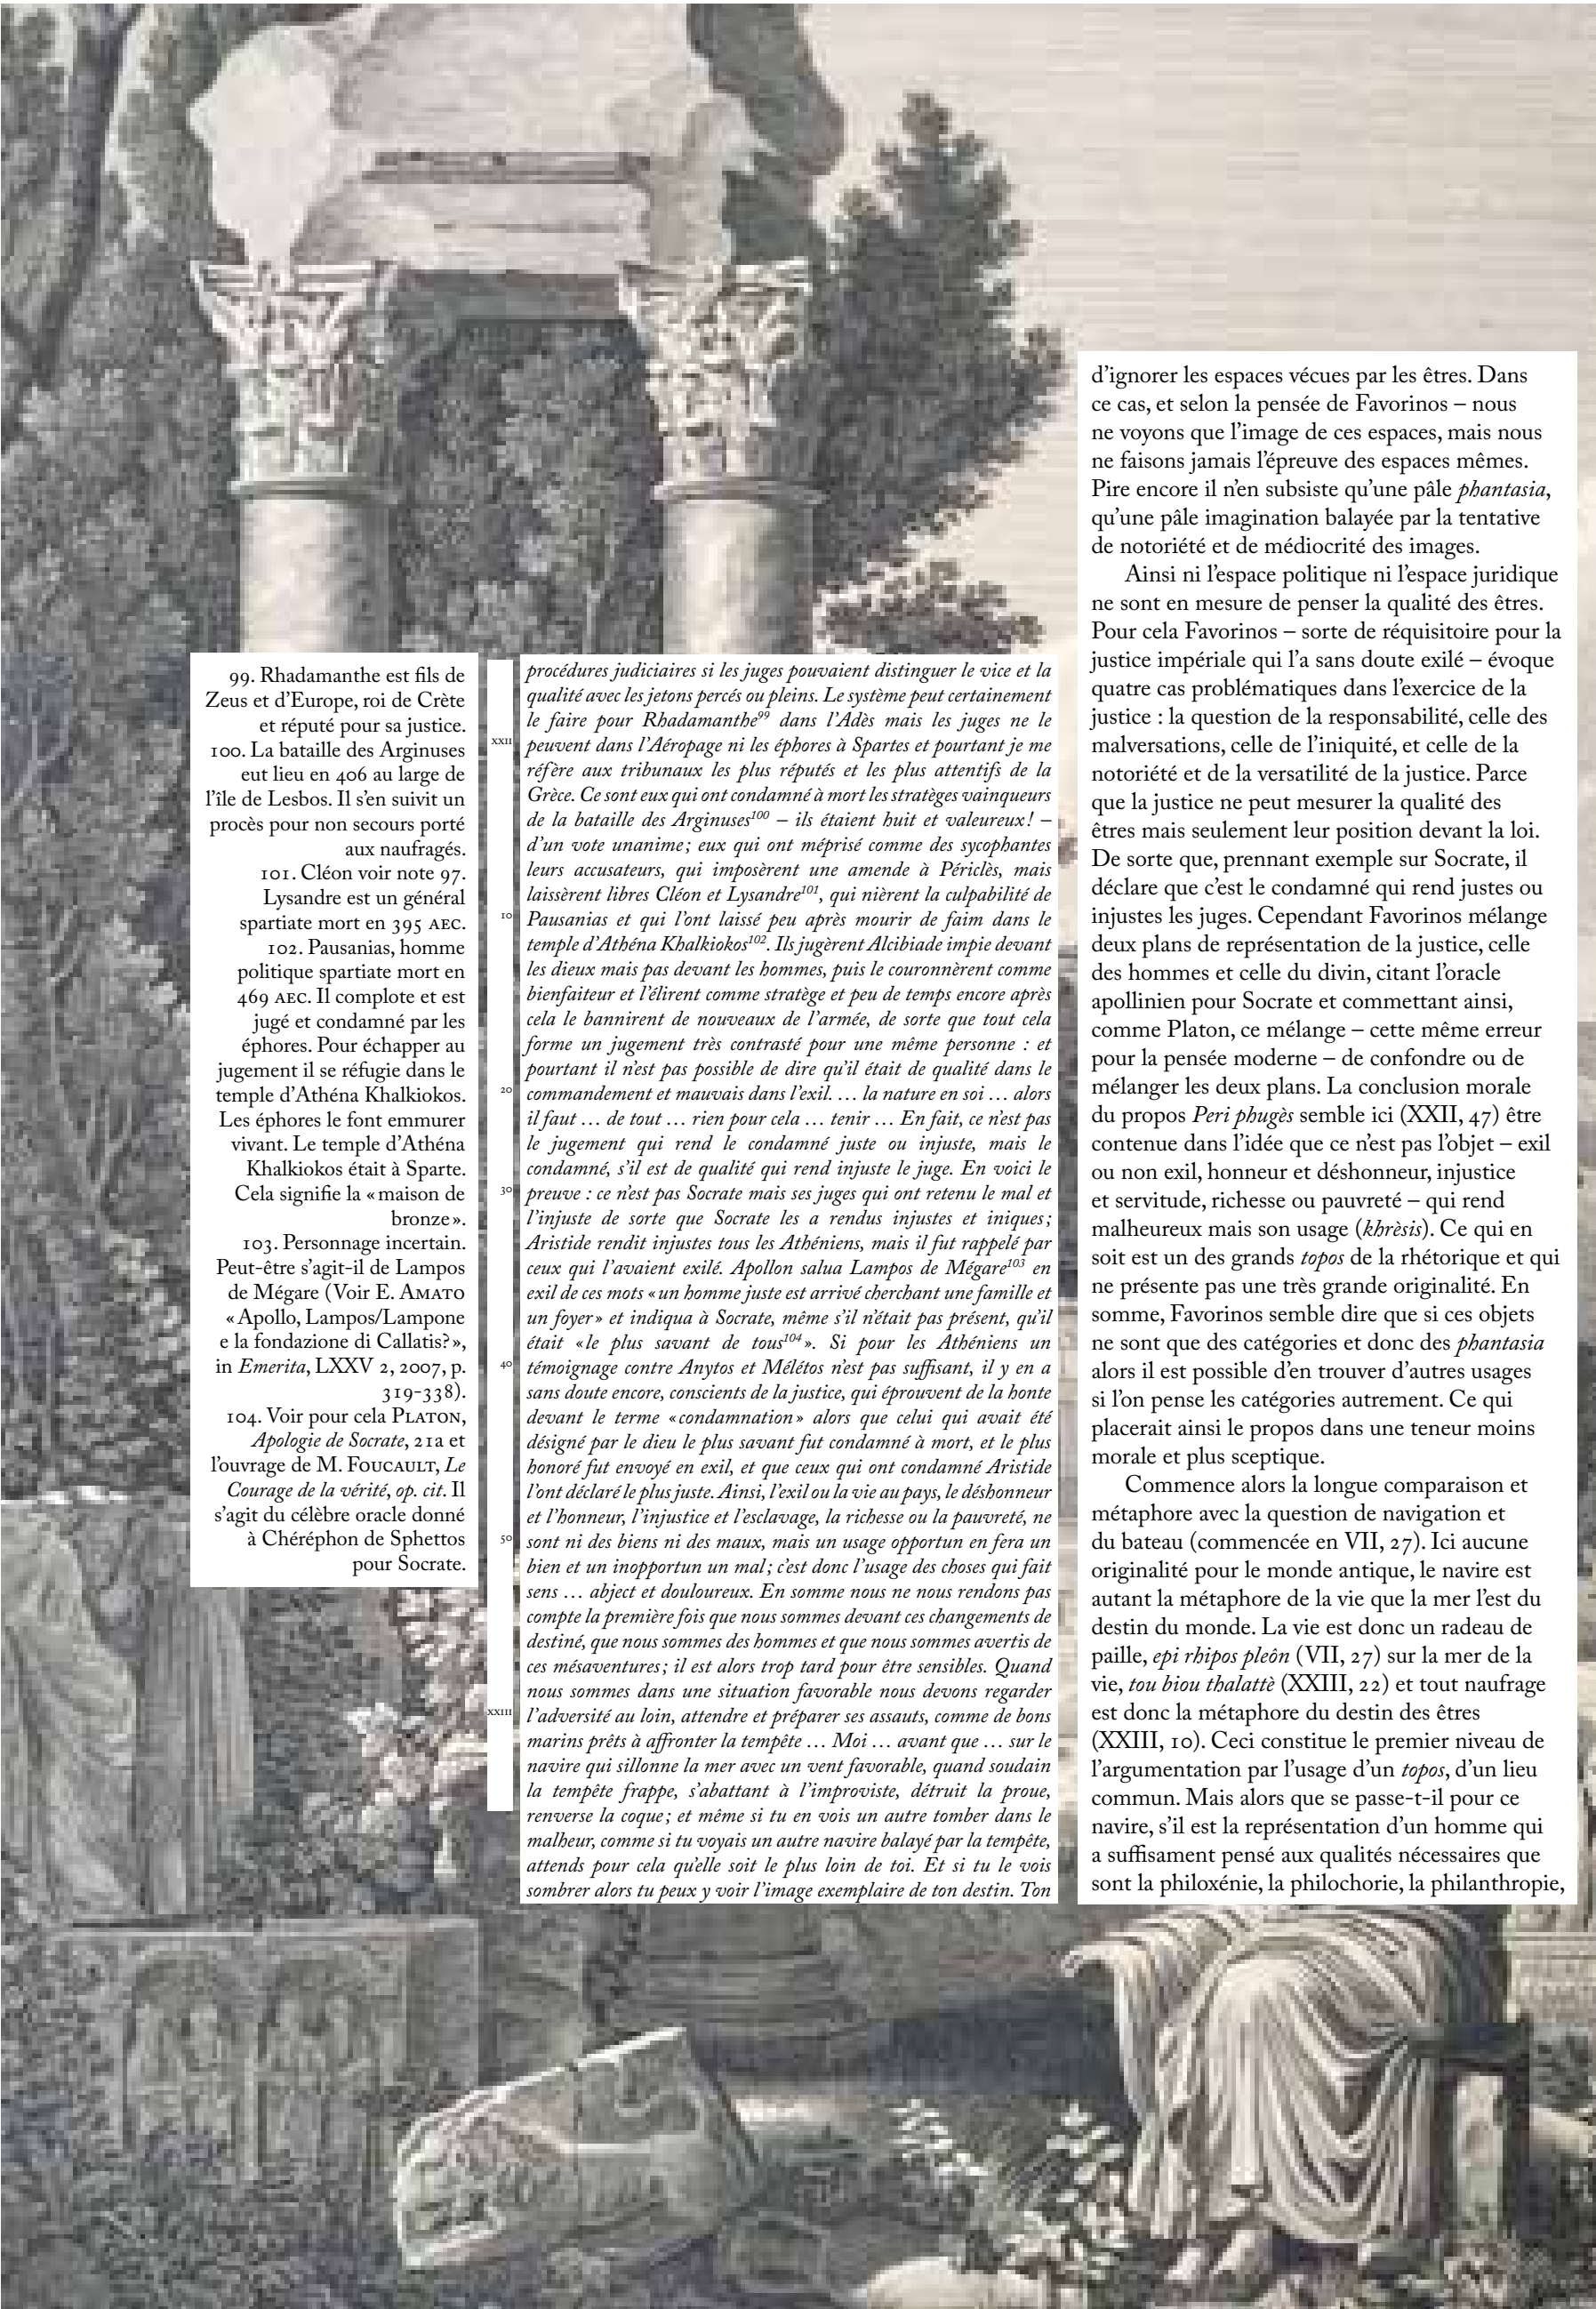 99. Rhadamanthe est fils de
Zeus et d'Europe, roi de Crète
et réputé pour sa justice.
100. La bataille des Arginuses
eut lieu en 406 au large de
l'île de Lesbos. Il s'en suivit un
procès pour non secours porté
aux naufragés.
101. Cléon voir note 97.
Lysandre est un général
spartiate mort en 395 AEC.
102. Pausanias, homme
politique spartiate mort en
469 AEC. Il complote et est
jugé et condamné par les
éphores. Pour échapper au
jugement il se réfugie dans le
temple d'Athéna Khalkiokos.
Les éphores le font emmurer
vivant. Le temple d'Athéna
Khalkiokos était à Sparte.
Cela signifie la «maison de
bronze».
103. Personnage incertain.
Peut-être s'agit-il de Lampos
de Mégare (Voir E. AMATO
«Apollo, Lampos/Lampone
e la fondazione di Callatis?»,
in Emerita, LXXV 2, 2007, p.
319-338).
104. Voir pour cela PLATON,
Apologie de Socrate, 21a et
l'ouvrage de M. FOUCAULT, Le
Courage de la vérité, op. cit. Il
s'agit du célèbre oracle donné
à Chéréphon de Sphettos
pour Socrate.
XXII
10
20
30
40
50
XXIII
procédures judiciaires si les juges pouvaient distinguer le vice et la
qualité avec les jetons percés ou pleins. Le système peut certainement
le faire pour Rhadamanthe99 dans l'Adès mais les juges ne le
peuvent dans l'Aéropage ni les éphores à Spartes et pourtant je me
réfère aux tribunaux les plus réputés et les plus attentifs de la
Grèce. Ce sont eux qui ont condamné à mort les stratèges vainqueurs
de la bataille des Arginuses100 – ils étaient huit et valeureux! –
d'un vote unanime; eux qui ont méprisé comme des sycophantes
leurs accusateurs, qui imposèrent une amende à Périclès, mais
laissèrent libres Cléon et Lysandre101, qui nièrent la culpabilité de
Pausanias et qui l'ont laissé peu après mourir de faim dans le
temple d'Athéna Khalkiokos102. Ils jugèrent Alcibiade impie devant
les dieux mais pas devant les hommes, puis le couronnèrent comme
bienfaiteur et l'élirent comme stratège et peu de temps encore après
cela le bannirent de nouveaux de l'armée, de sorte que tout cela
forme un jugement très contrasté pour une même personne : et
pourtant il n'est pas possible de dire qu'il était de qualité dans le
commandement et mauvais dans l'exil. … la nature en soi … alors
il faut … de tout … rien pour cela … tenir … En fait, ce n'est pas
le jugement qui rend le condamné juste ou injuste, mais le
condamné, s'il est de qualité qui rend injuste le juge. En voici le
preuve : ce n'est pas Socrate mais ses juges qui ont retenu le mal et
l'injuste de sorte que Socrate les a rendus injustes et iniques;
Aristide rendit injustes tous les Athéniens, mais il fut rappelé par
ceux qui l'avaient exilé. Apollon salua Lampos de Mégare103 en
exil de ces mots «un homme juste est arrivé cherchant une famille et
un foyer» et indiqua à Socrate, même s'il n'était pas présent, qu'il
était «le plus savant de tous104». Si pour les Athéniens un
témoignage contre Anytos et Mélétos n'est pas suffisant, il y en a
sans doute encore, conscients de la justice, qui éprouvent de la honte
devant le terme «condamnation» alors que celui qui avait été
désigné par le dieu le plus savant fut condamné à mort, et le plus
honoré fut envoyé en exil, et que ceux qui ont condamné Aristide
l'ont déclaré le plus juste. Ainsi, l'exil ou la vie au pays, le déshonneur
et l'honneur, l'injustice et l'esclavage, la richesse ou la pauvreté, ne
sont ni des biens ni des maux, mais un usage opportun en fera un
bien et un inopportun un mal; c'est donc l'usage des choses qui fait
sens … abject et douloureux. En somme nous ne nous rendons pas
compte la première fois que nous sommes devant ces changements de
destiné, que nous sommes des hommes et que nous sommes avertis de
ces mésaventures; il est alors trop tard pour être sensibles. Quand
nous sommes dans une situation favorable nous devons regarder
l'adversité au loin, attendre et préparer ses assauts, comme de bons
marins prêts à affronter la tempête … Moi … avant que … sur le
navire qui sillonne la mer avec un vent favorable, quand soudain
la tempête frappe, s'abattant à l'improviste, détruit la proue,
renverse la coque; et même si tu en vois un autre tomber dans le
malheur, comme si tu voyais un autre navire balayé par la tempête,
attends pour cela qu'elle soit le plus loin de toi. Et si tu le vois
sombrer alors tu peux y voir l'image exemplaire de ton destin. Ton
d'ignorer les espaces vécues par les êtres. Dans
ce cas, et selon la pensée de Favorinos – nous
ne voyons que l'image de ces espaces, mais nous
ne faisons jamais l'épreuve des espaces mêmes.
Pire encore il n'en subsiste qu'une pâle phantasia,
qu'une pâle imagination balayée par la tentative
de notoriété et de médiocrité des images.
Ainsi ni l'espace politique ni l'espace juridique
ne sont en mesure de penser la qualité des êtres.
Pour cela Favorinos – sorte de réquisitoire pour la
justice impériale qui l'a sans doute exilé – évoque
quatre cas problématiques dans l'exercice de la
justice : la question de la responsabilité, celle des
malversations, celle de l'iniquité, et celle de la
notoriété et de la versatilité de la justice. Parce
que la justice ne peut mesurer la qualité des
êtres mais seulement leur position devant la loi.
De sorte que, prennant exemple sur Socrate, il
déclare que c'est le condamné qui rend justes ou
injustes les juges. Cependant Favorinos mélange
deux plans de représentation de la justice, celle
des hommes et celle du divin, citant l'oracle
apollinien pour Socrate et commettant ainsi,
comme Platon, ce mélange – cette même erreur
pour la pensée moderne – de confondre ou de
mélanger les deux plans. La conclusion morale
du propos Peri phugès semble ici (XXII, 47) être
contenue dans l'idée que ce n'est pas l'objet – exil
ou non exil, honneur et déshonneur, injustice
et servitude, richesse ou pauvreté – qui rend
malheureux mais son usage (khrèsis). Ce qui en
soit est un des grands topos de la rhétorique et qui
ne présente pas une très grande originalité. En
somme, Favorinos semble dire que si ces objets
ne sont que des catégories et donc des phantasia
alors il est possible d'en trouver d'autres usages
si l'on pense les catégories autrement. Ce qui
placerait ainsi le propos dans une teneur moins
morale et plus sceptique.
Commence alors la longue comparaison et
métaphore avec la question de navigation et
du bateau (commencée en VII, 27). Ici aucune
originalité pour le monde antique, le navire est
autant la métaphore de la vie que la mer l'est du
destin du monde. La vie est donc un radeau de
paille, epi rhipos pleôn (VII, 27) sur la mer de la
vie, tou biou thalattè (XXIII, 22) et tout naufrage
est donc la métaphore du destin des êtres
(XXIII, 10). Ceci constitue le premier niveau de
l'argumentation par l'usage d'un topos, d'un lieu
commun. Mais alors que se passe-t-il pour ce
navire, s'il est la représentation d'un homme qui
a suffisament pensé aux qualités nécessaires que
sont la philoxénie, la philochorie, la philanthropie,